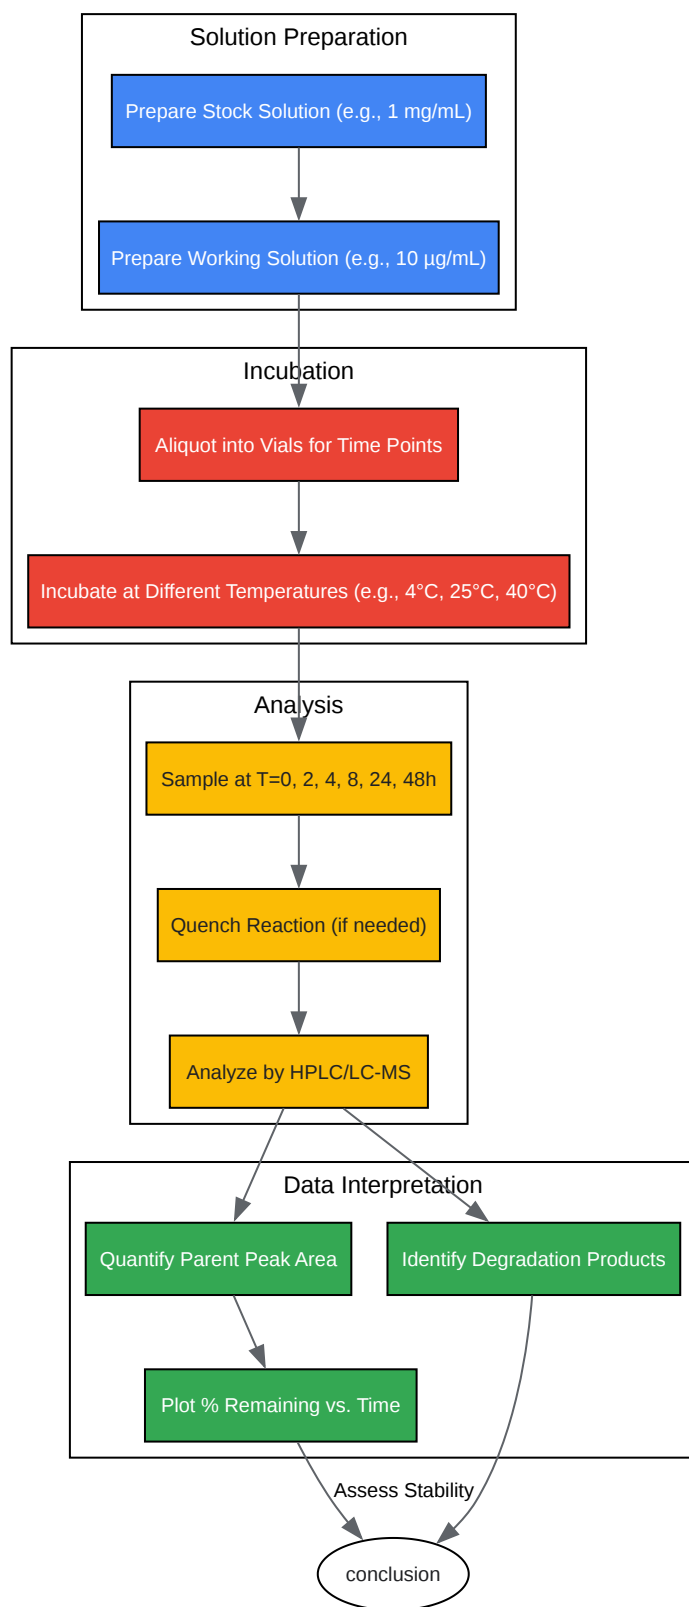 Solution Preparation
Prepare Stock Solution (e.g., 1 mg/mL)
Prepare Working Solution (e.g., 10 µg/mL)
Incubation
Aliquot into Vials for Time Points
Incubate at Different Temperatures (e.g., 4°C, 25°C, 40°C)
Analysis
Sample at T=0, 2, 4, 8, 24, 48h
Quench Reaction (if needed)
Analyze by HPLC/LC-MS
Data Interpretation
Quantify Parent Peak Area
Identify Degradation Products
Plot % Remaining vs. Time
Assess Stability
conclusion